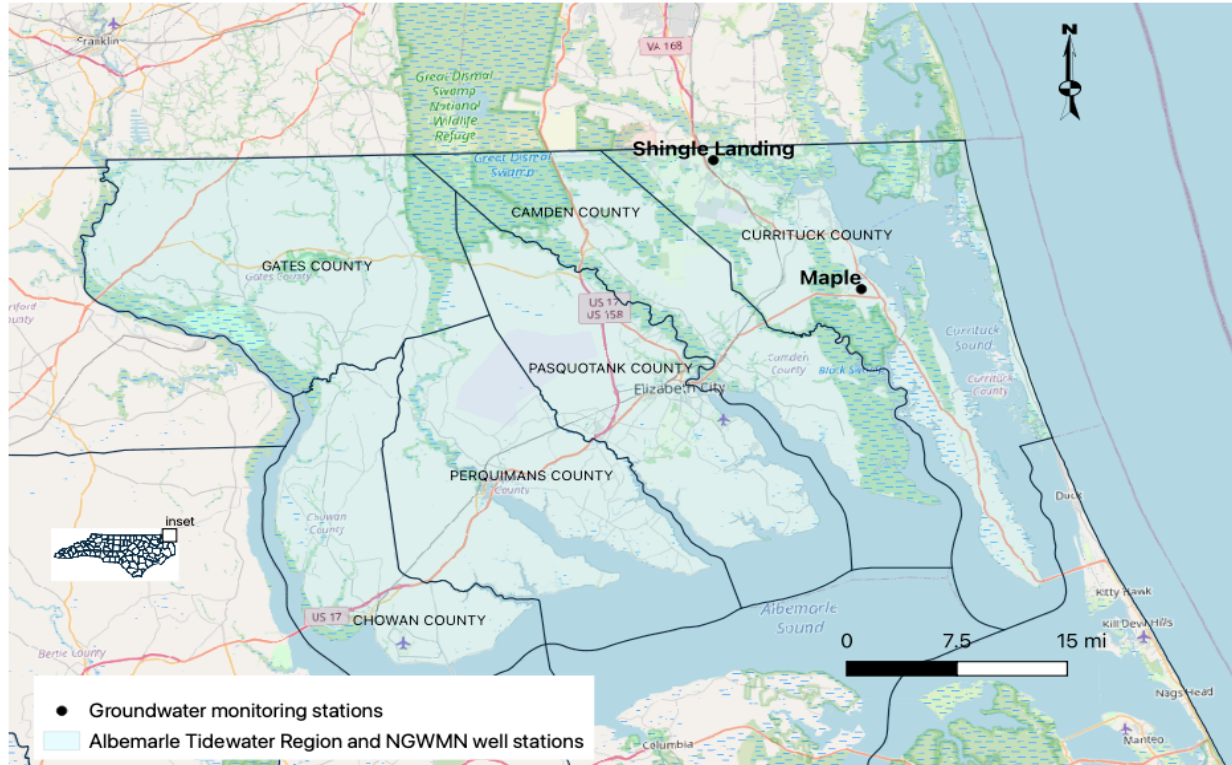 Franklin
VA 168
N
Great Dismal
Swamp
National
Wildlife
Refuge
Great Dismal
Swamp
Shingle Landing
CAMDEN COUNTY
CURRITUCK COUNTY
GATES COUNTY
Gates County
Maple
County
US 17
US 158
Currituck
Sound
PASQUOTANK COUNTY
Camden
County
Currituck
County
Elizabeth City
PERQUIMANS COUNTY
County
Duck
Chowan
County
inset
Kitty Hawk
US 17
CHOWAN COUNTY
Albemarle
Sound
Kill Devil Hills
Bertie County
0 7.5 15 mi
Nags Head
Groundwater monitoring stations
Albemarle Tidewater Region and NGWMN well stations
Columbia
Manteo